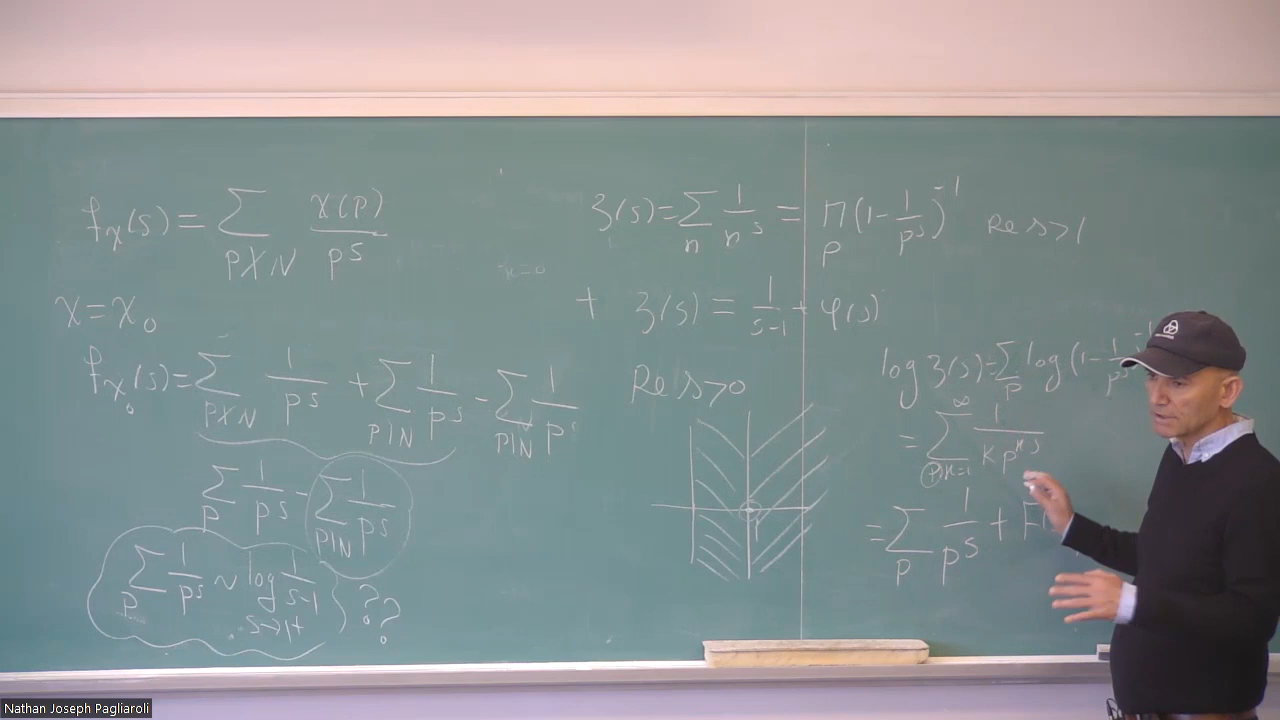 f_χ(s) = Σ_{p∤N} χ(p)/p^s
χ = χ_0
f_{χ_0}(s) = Σ_{p∤N} 1/p^s + Σ_{p|N} 1/p^s - Σ_{p|N} 1/p^s
Σ_p 1/p^s - Σ_{p|N} 1/p^s
Σ_p 1/p^s ~ log 1/(s-1) ??
s→1+ ?
ζ(s) = Σ_n 1/n^s = Π_p (1 - 1/p^s)^{-1} Re s>1
+ ζ(s) = 1/(s-1) + φ(s)
Re s>0
1
log ζ(s) = Σ_p log (1 - 1/p^s)^{-1}
= Σ_{p, k=1}^∞ 1/(k p^{ks})
= Σ_p 1/p^s +
Nathan Joseph Pagliaroli